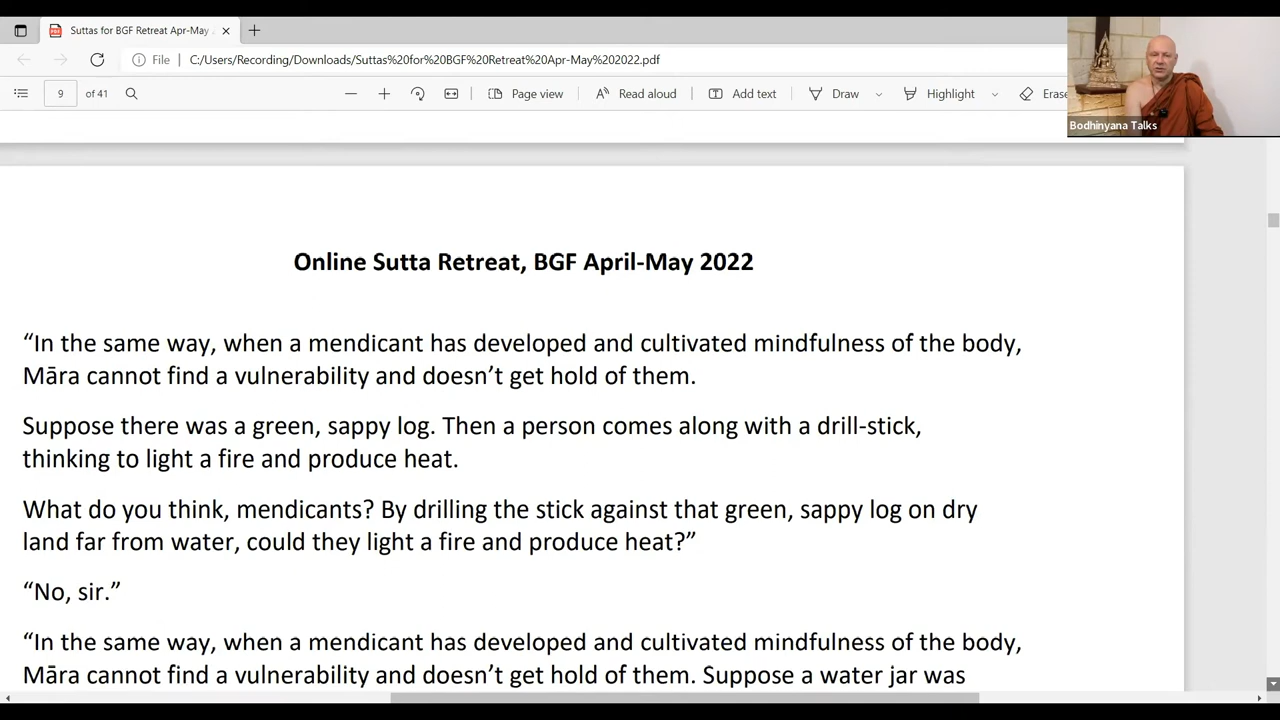 Suttas for BGF Retreat Apr-May
File
C:/Users/Recording/Downloads/Suttas%20for%20BGF%20Retreat%20Apr-May%202022.pdf
9 of 41
Page view
Read aloud
Add text
Draw
Highlight
Erase
Bodhinyana Talks
Online Sutta Retreat, BGF April-May 2022
“In the same way, when a mendicant has developed and cultivated mindfulness of the body,
Māra cannot find a vulnerability and doesn’t get hold of them.
Suppose there was a green, sappy log. Then a person comes along with a drill-stick,
thinking to light a fire and produce heat.
What do you think, mendicants? By drilling the stick against that green, sappy log on dry
land far from water, could they light a fire and produce heat?”
“No, sir.”
“In the same way, when a mendicant has developed and cultivated mindfulness of the body,
Māra cannot find a vulnerability and doesn’t get hold of them. Suppose a water jar was